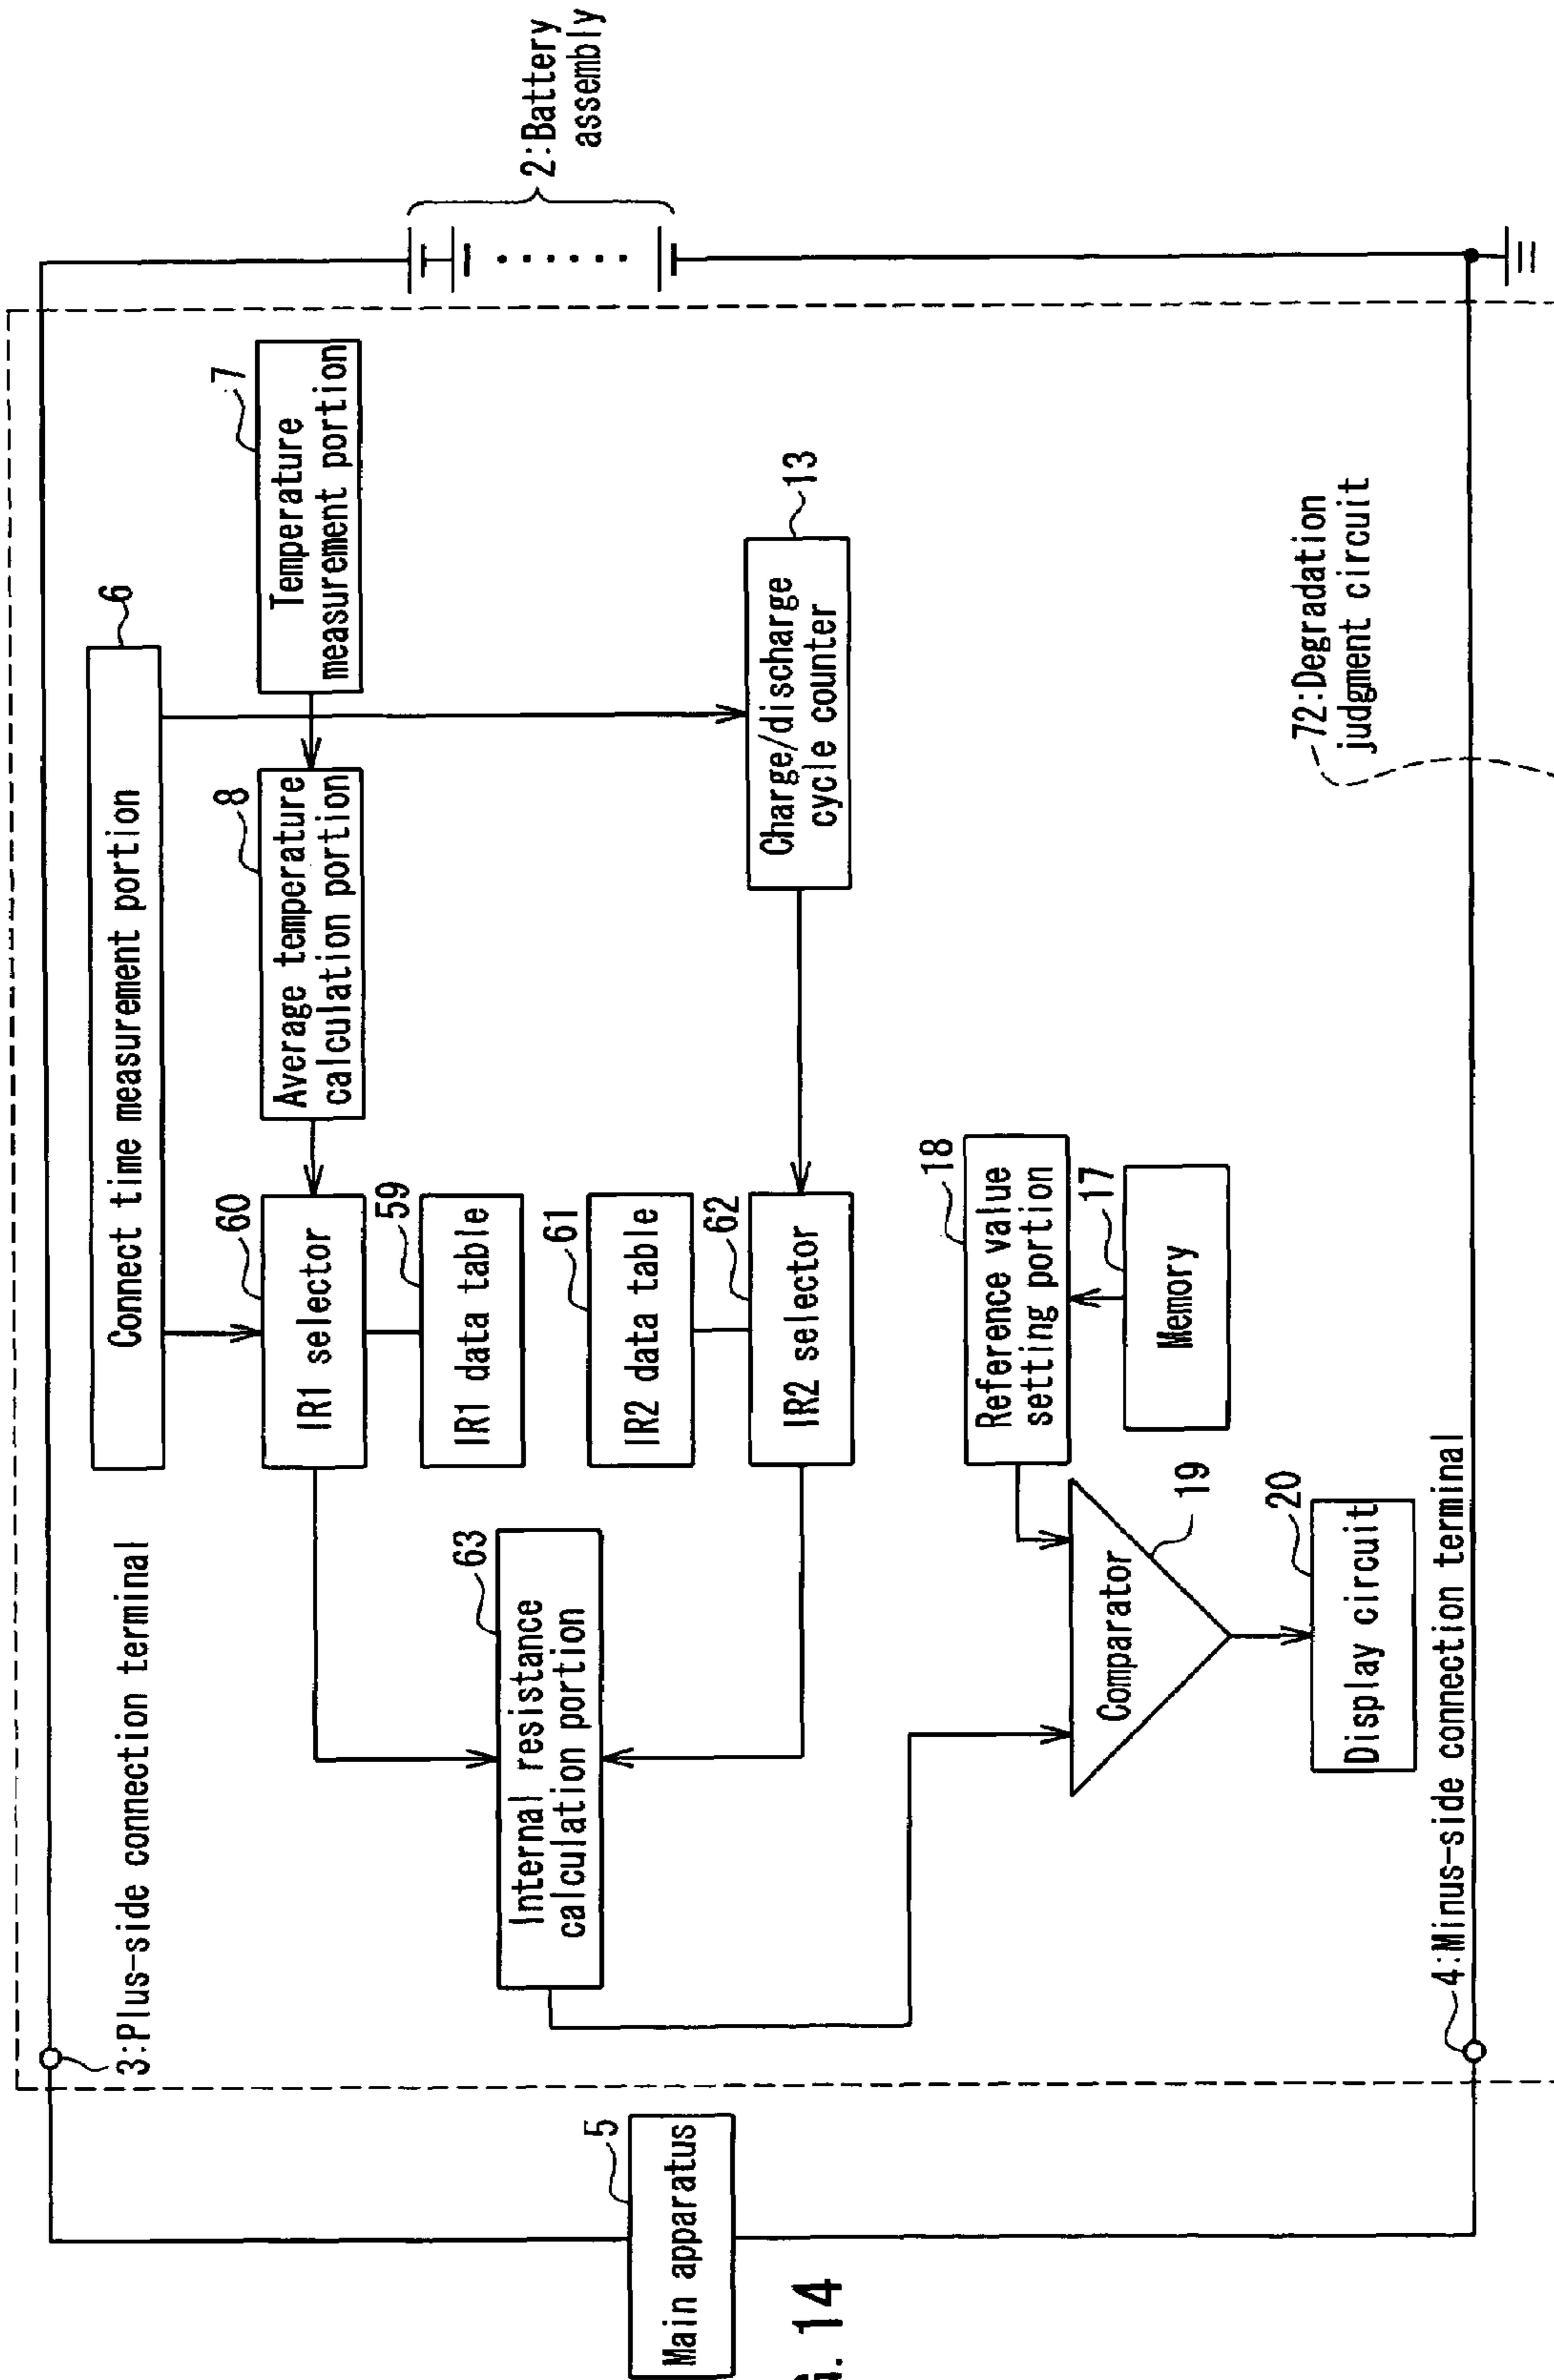 3:Plus-side connection terminal
6
Connect time measurement portion
5
Main apparatus
60
IR1 selector
8
Average temperature
calculation portion
7
Temperature
measurement portion
59
IR1 data table
63
Internal resistance
calculation portion
2:Battery
assembly
61
IR2 data table
62
IR2 selector
Charge/discharge
cycle counter
13
18
Reference value
setting portion
17
Memory
Comparator
19
20
Display circuit
72:Degradation
judgment circuit
4:Minus-side connection terminal
14